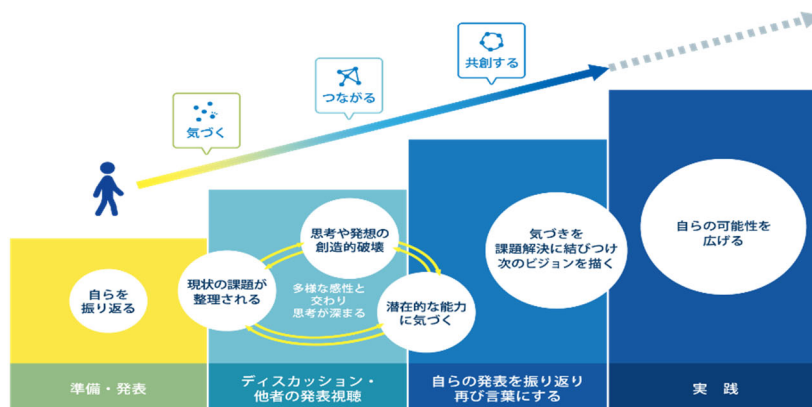 気づく
つながる
共創する
自らを
振り返る
現状の課題が
整理される
思考や発想の
創造的破壊
多様な感性と
交わり
思考が深まる
潜在的な能力
に気づく
気づきを
課題解決に結びつけ
次のビジョンを描く
自らの可能性を
広げる
準備・発表
ディスカッション・
他者の発表視聴
自らの発表を振り返り
再び言葉にする
実 践